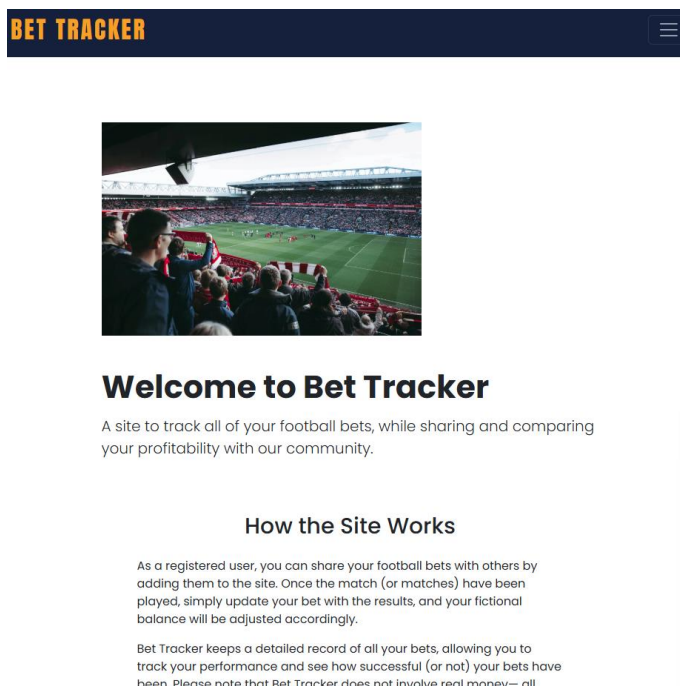 BET TRACKER
Welcome to Bet Tracker
A site to track all of your football bets, while sharing and comparing
your profitability with our community.
How the Site Works
As a registered user, you can share your football bets with others by
adding them to the site. Once the match (or matches) have been
played, simply update your bet with the results, and your fictional
balance will be adjusted accordingly.
Bet Tracker keeps a detailed record of all your bets, allowing you to
track your performance and see how successful (or not) your bets have
been. Please note that Bet Tracker does not involve real money— all